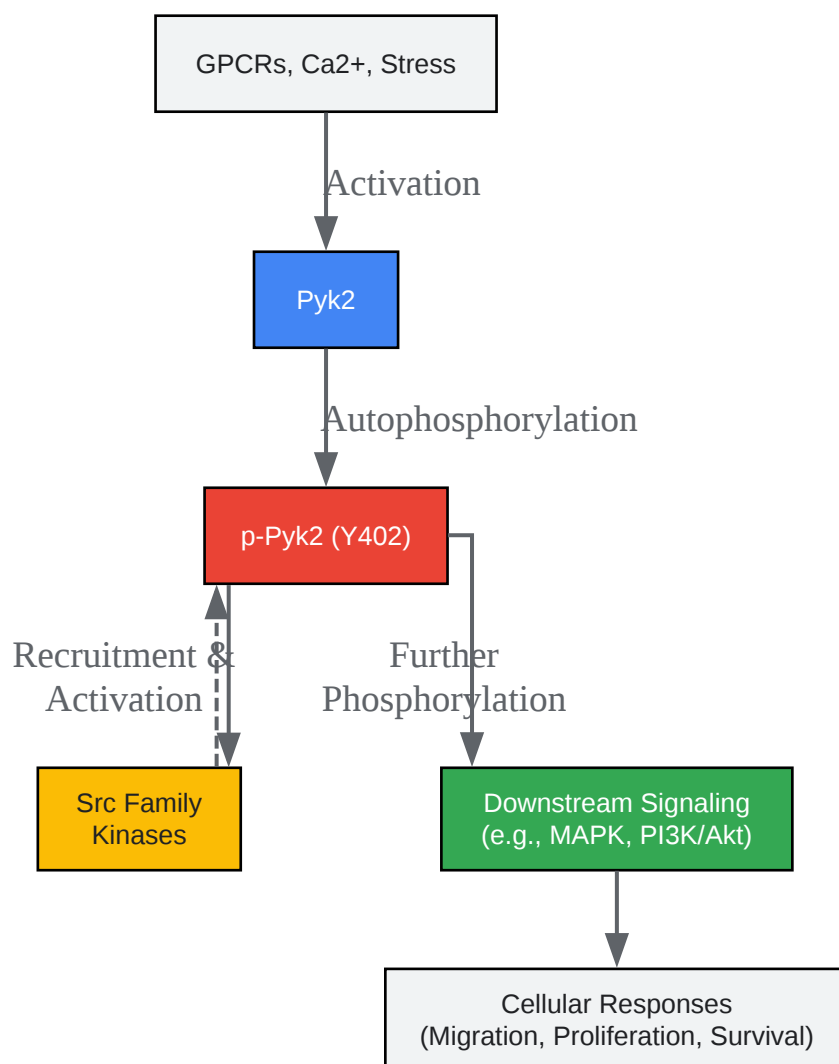 GPCRs, Ca2+, Stress
Activation
Pyk2
Autophosphorylation
p-Pyk2 (Y402)
Recruitment &
Activation
Further
Phosphorylation
Src Family
Kinases
Downstream Signaling
(e.g., MAPK, PI3K/Akt)
Cellular Responses
(Migration, Proliferation, Survival)